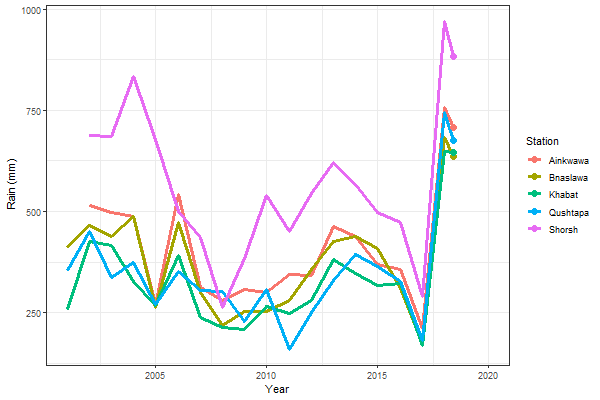 1000
750
500
250
Rain (mm)
2005
2010
2015
2020
Year
Station
Ainkwawa
Bnaslawa
Khabat
Qushtapa
Shorsh